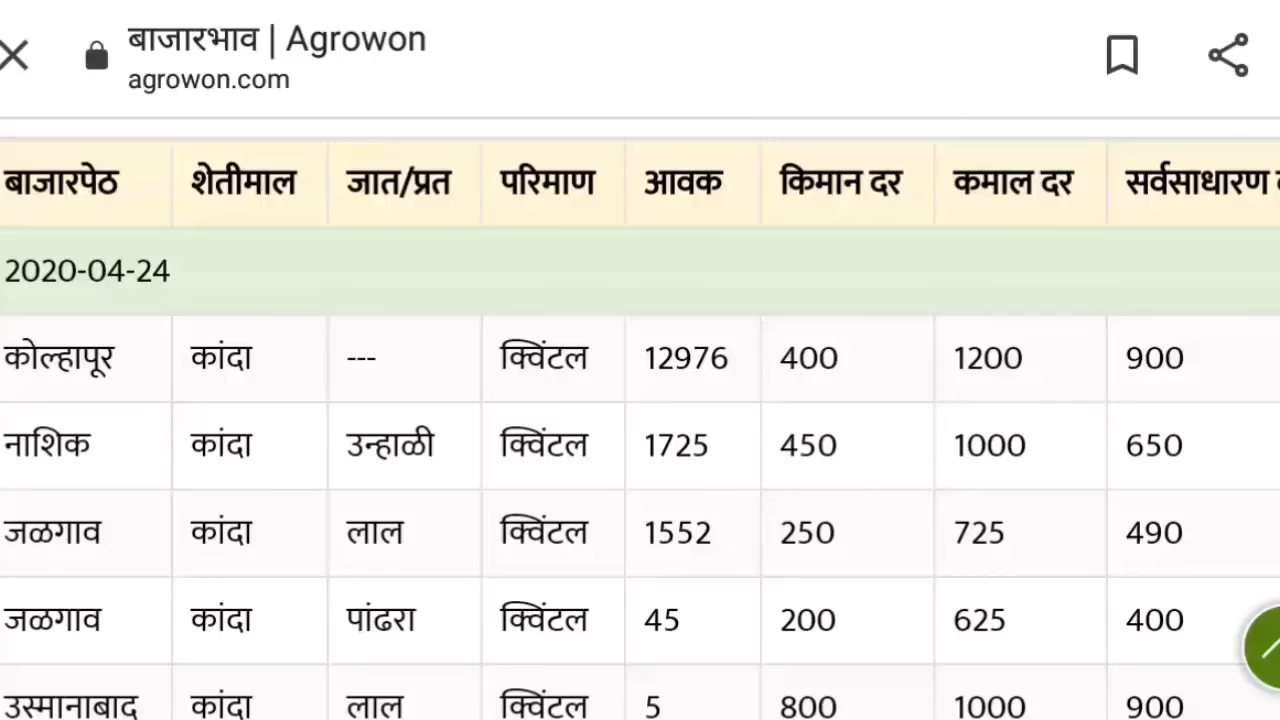 बाजारभाव | Agrowon
agrowon.com
बाजारपेठ शेतीमाल जात/प्रत परिमाण आवक किमान दर कमाल दर सर्वसाधारण
2020-04-24
कोल्हापूर कांदा --- क्विंटल 12976 400 1200 900
नाशिक कांदा उन्हाळी क्विंटल 1725 450 1000 650
जळगाव कांदा लाल क्विंटल 1552 250 725 490
जळगाव कांदा पांढरा क्विंटल 45 200 625 400
उस्मानाबाद कांदा लाल क्विंटल 5 800 1000 900